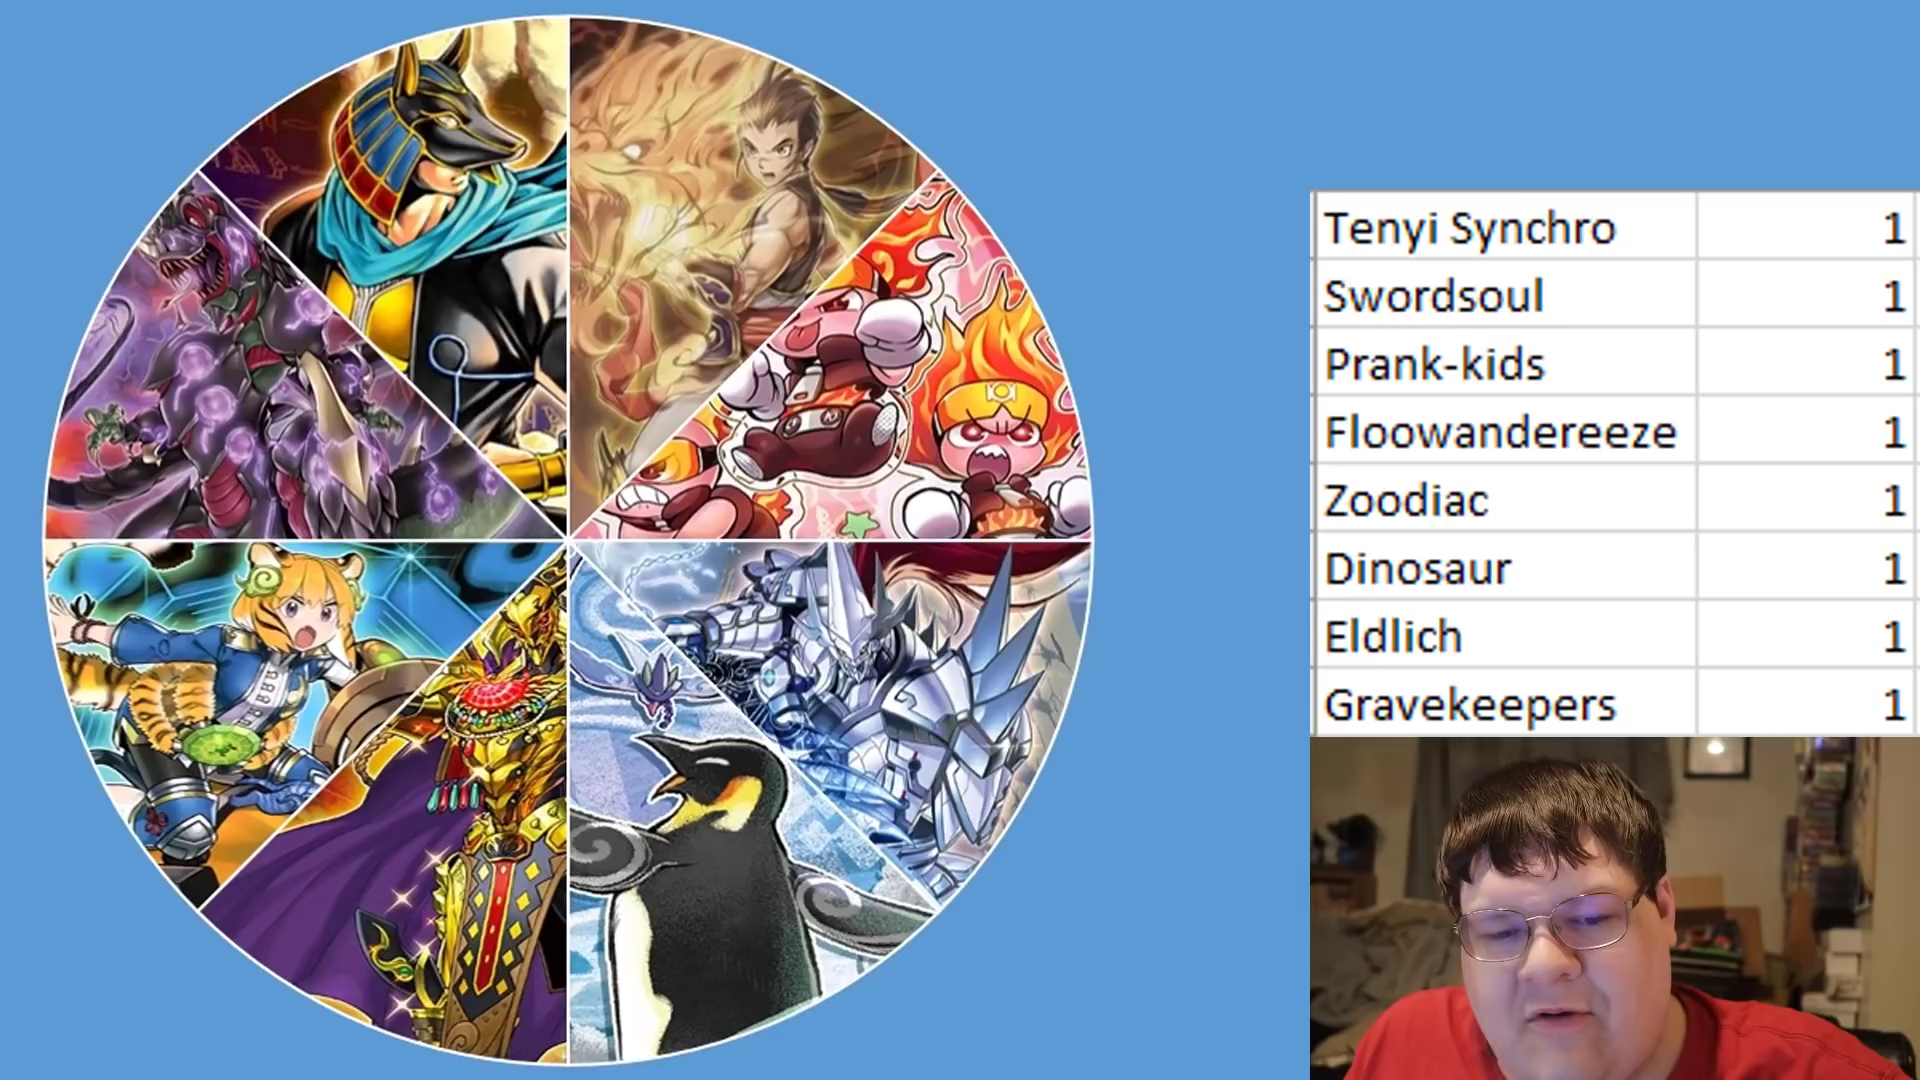 Tenyi Synchro 1
Swordsoul 1
Prank-kids 1
Floowandereeze 1
Zoodiac 1
Dinosaur 1
Eldlich 1
Gravekeepers 1